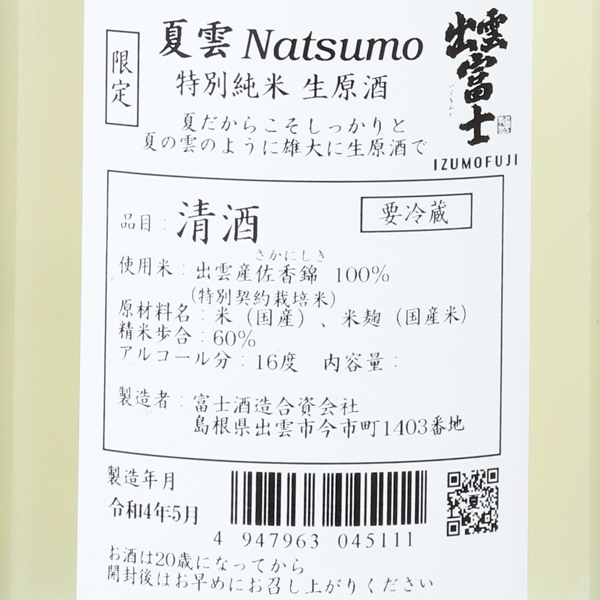 限定
夏雲 Natsumo
特別純米 生原酒
夏だからこそしっかりと
夏の雲のように雄大に生原酒で
出雲富士
IZUMOFUJI
品目：清酒
要冷蔵
さかにしき
使用米：出雲産佐香錦 100%
（特別契約栽培米）
原材料名：米（国産）、米麹（国産米）
精米歩合：60%
アルコール分：16度 内容量：
製造者：富士酒造合資会社
島根県出雲市今市町1403番地
製造年月
令和4年5月
4 947963 045111
夏
お酒は20歳になってから
開封後はお早めにお召し上がりください